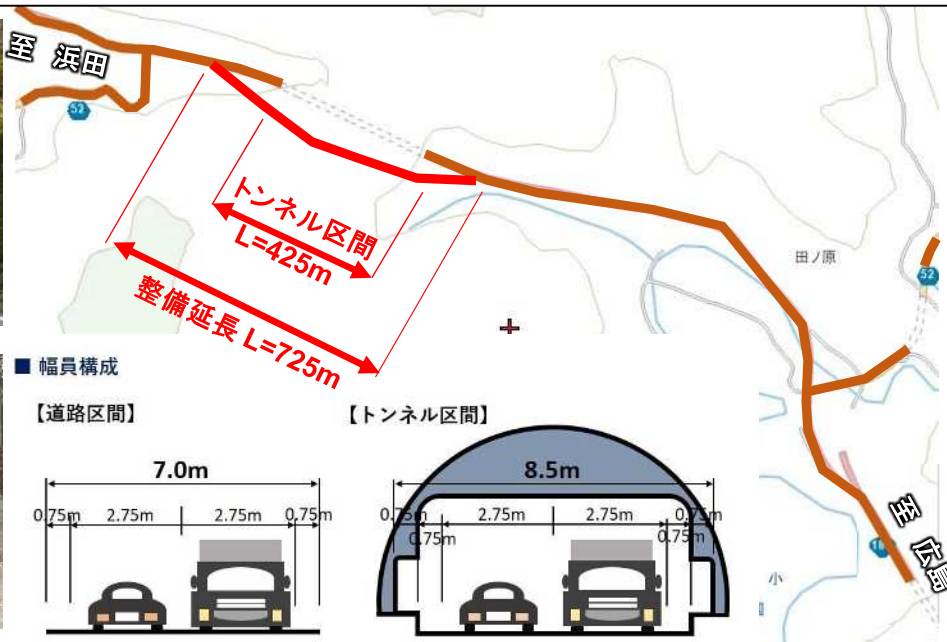 至 浜田
52
トンネル区間
L=425m
整備延長 L=725m
田ノ原
52
■ 幅員構成
【道路区間】
7.0m
0.75m 2.75m 2.75m 0.75m
【トンネル区間】
8.5m
0.75m 2.75m 2.75m 0.75m
0.75m 0.75m
至 広島
小